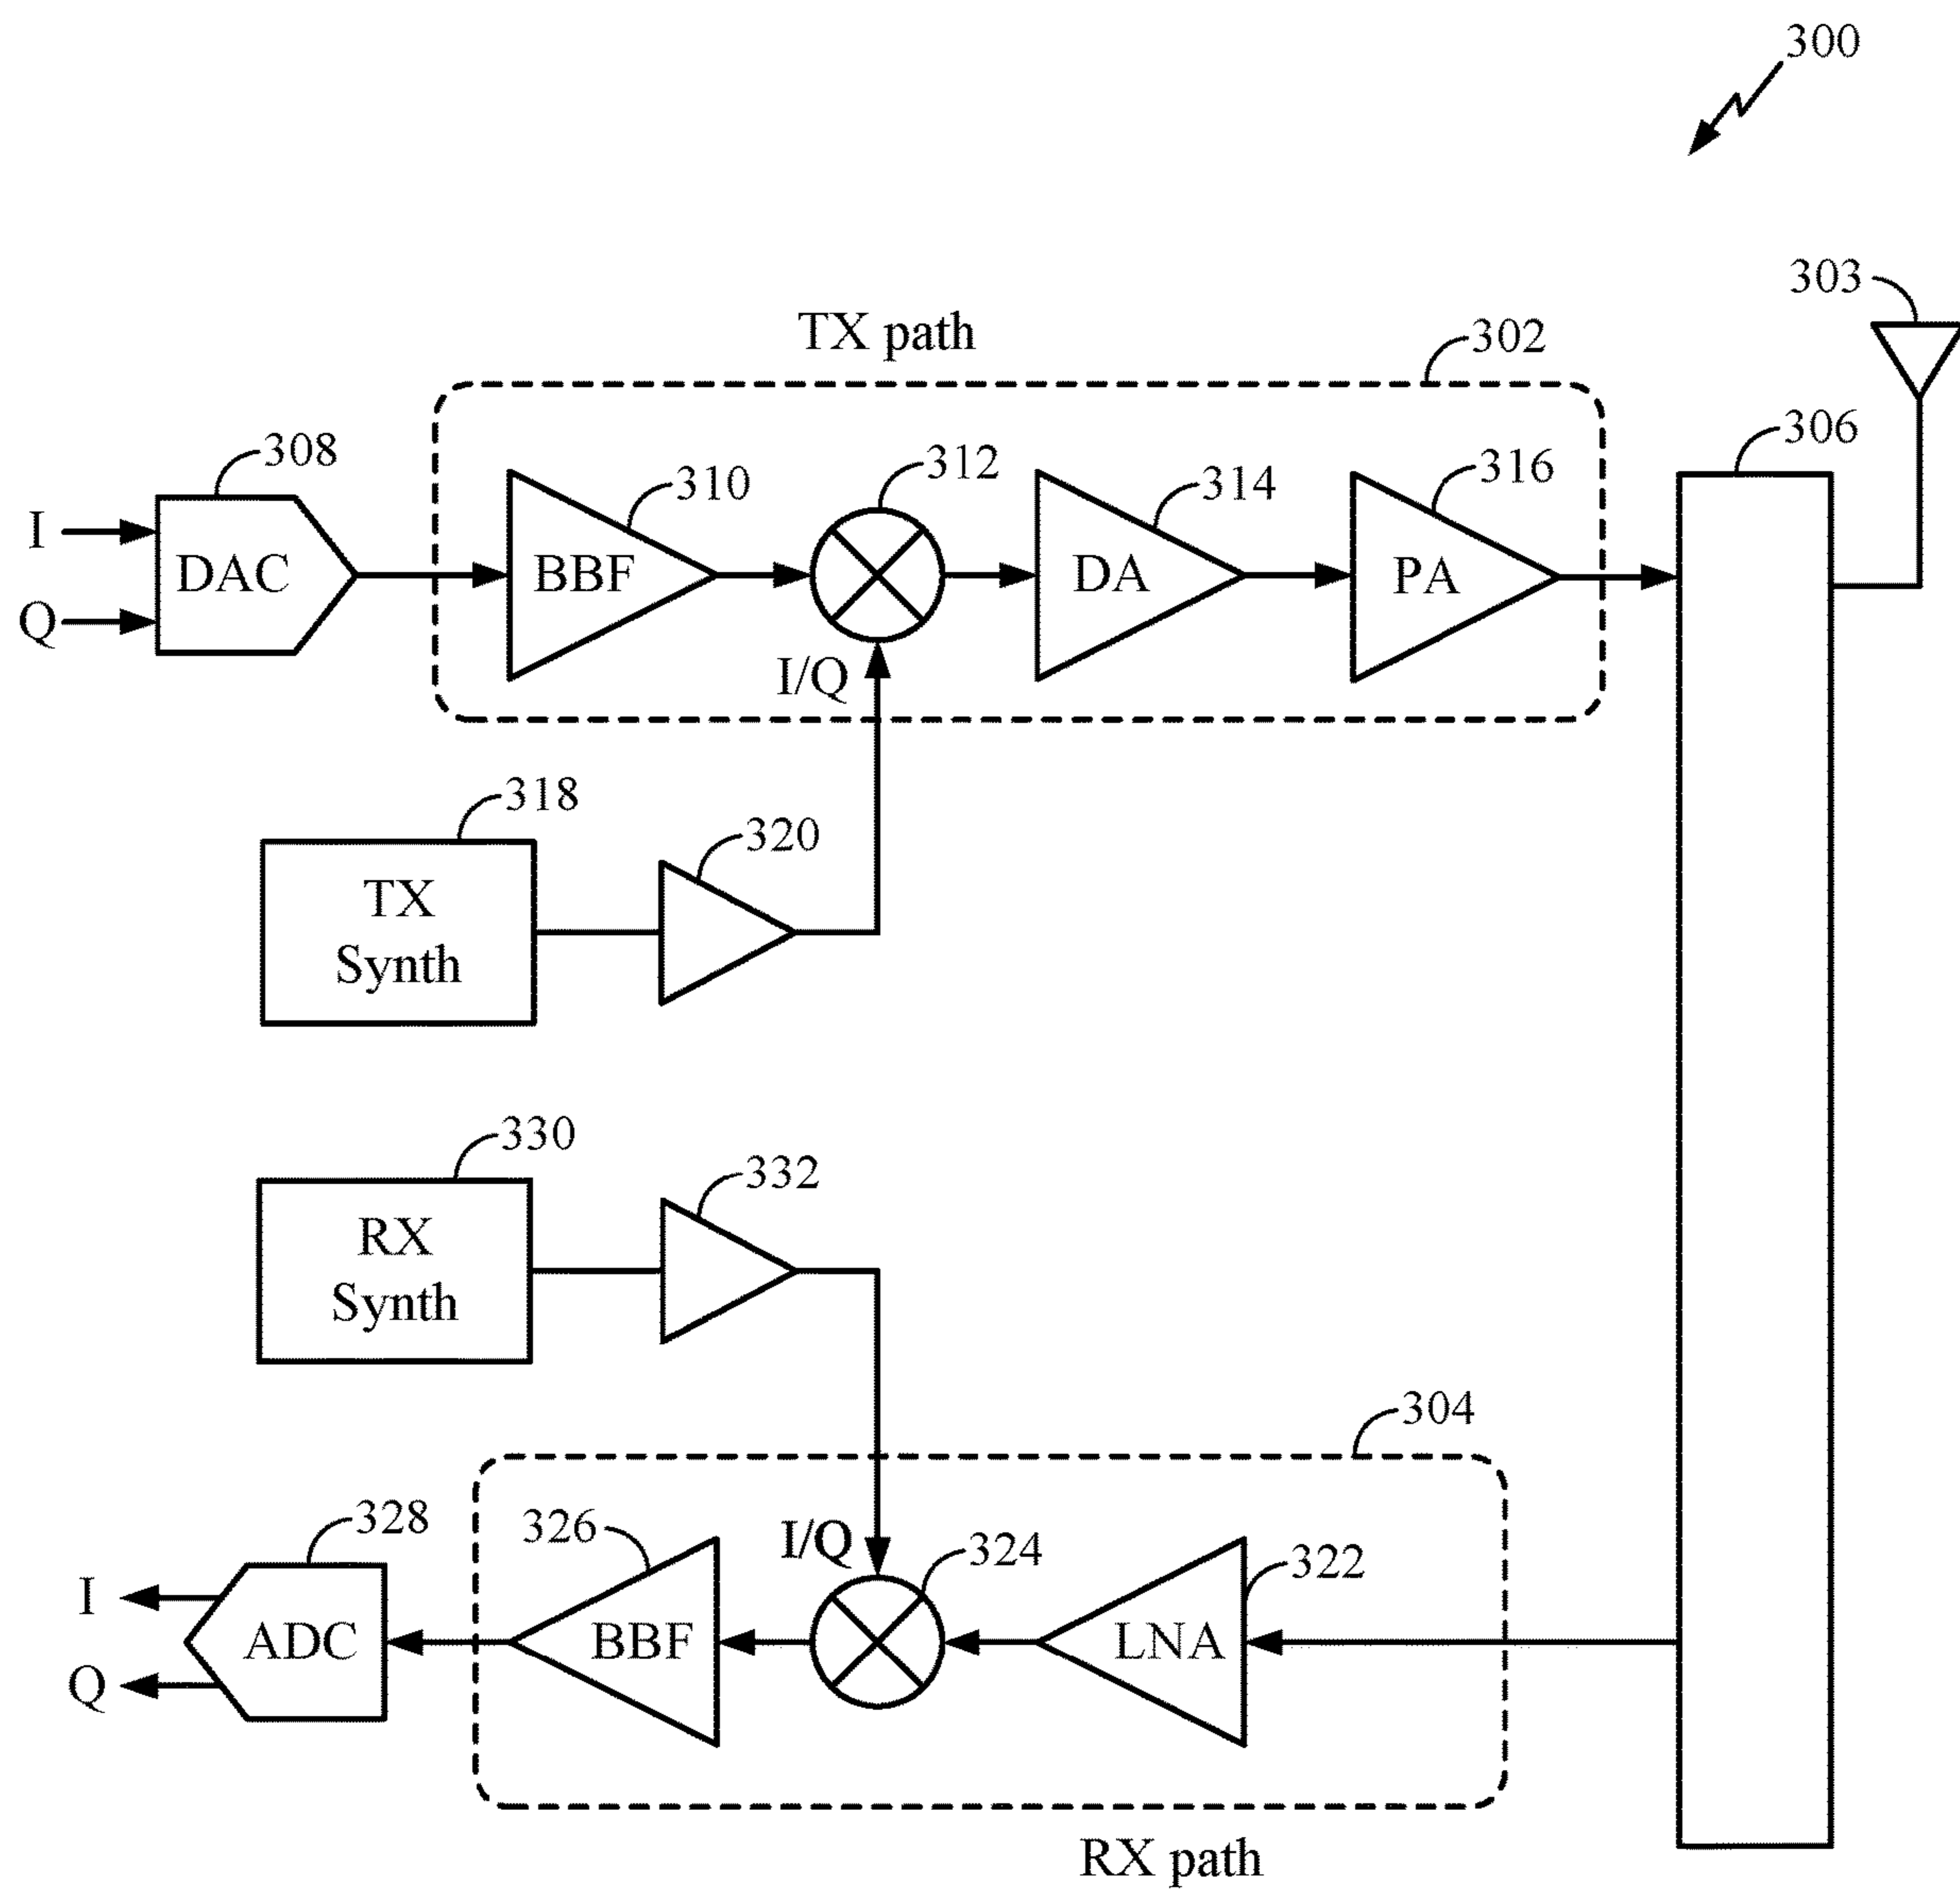 300
303
TX path
302
306
308
310
312
314
316
I
Q
DAC
BBF
DA
PA
I/Q
318
320
TX
Synth
330
332
RX
Synth
304
328
326
I/Q
324
322
I
Q
ADC
BBF
LNA
RX path